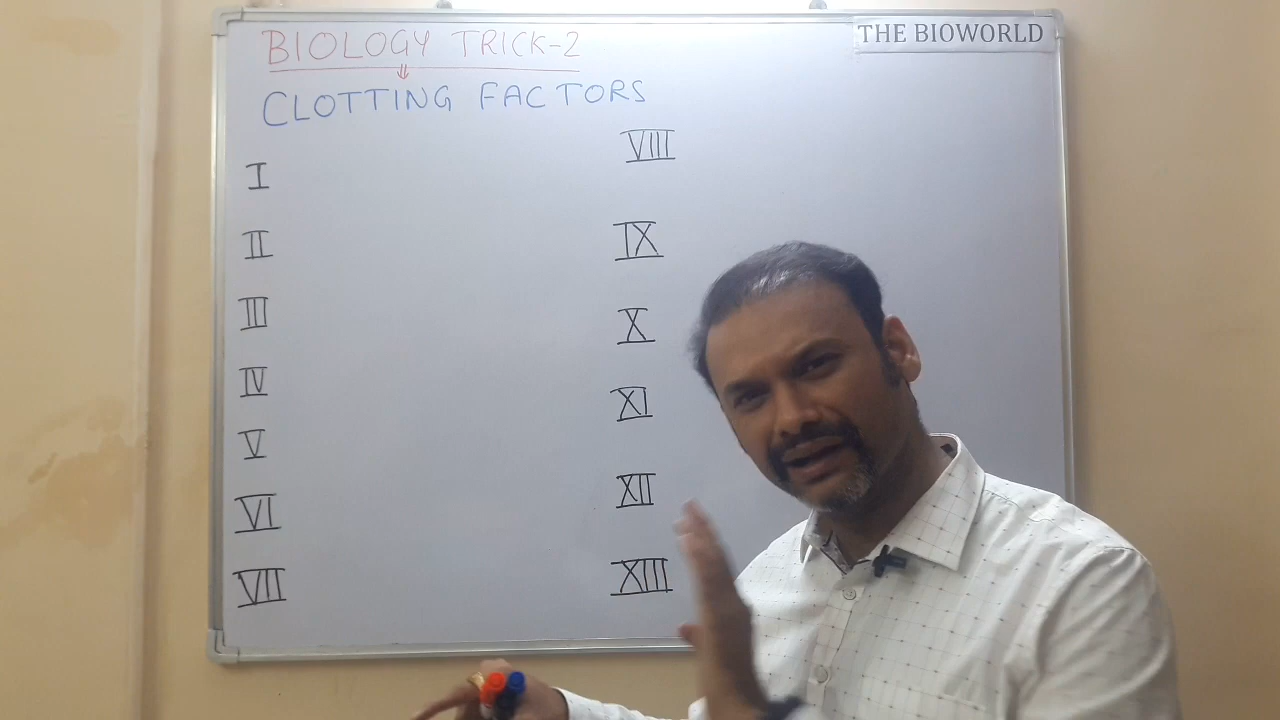 BIOLOGY TRICK-2
THE BIOWORLD
CLOTTING FACTORS
I
II
III
IV
V
VI
VII
VIII
IX
X
XI
XII
XIII